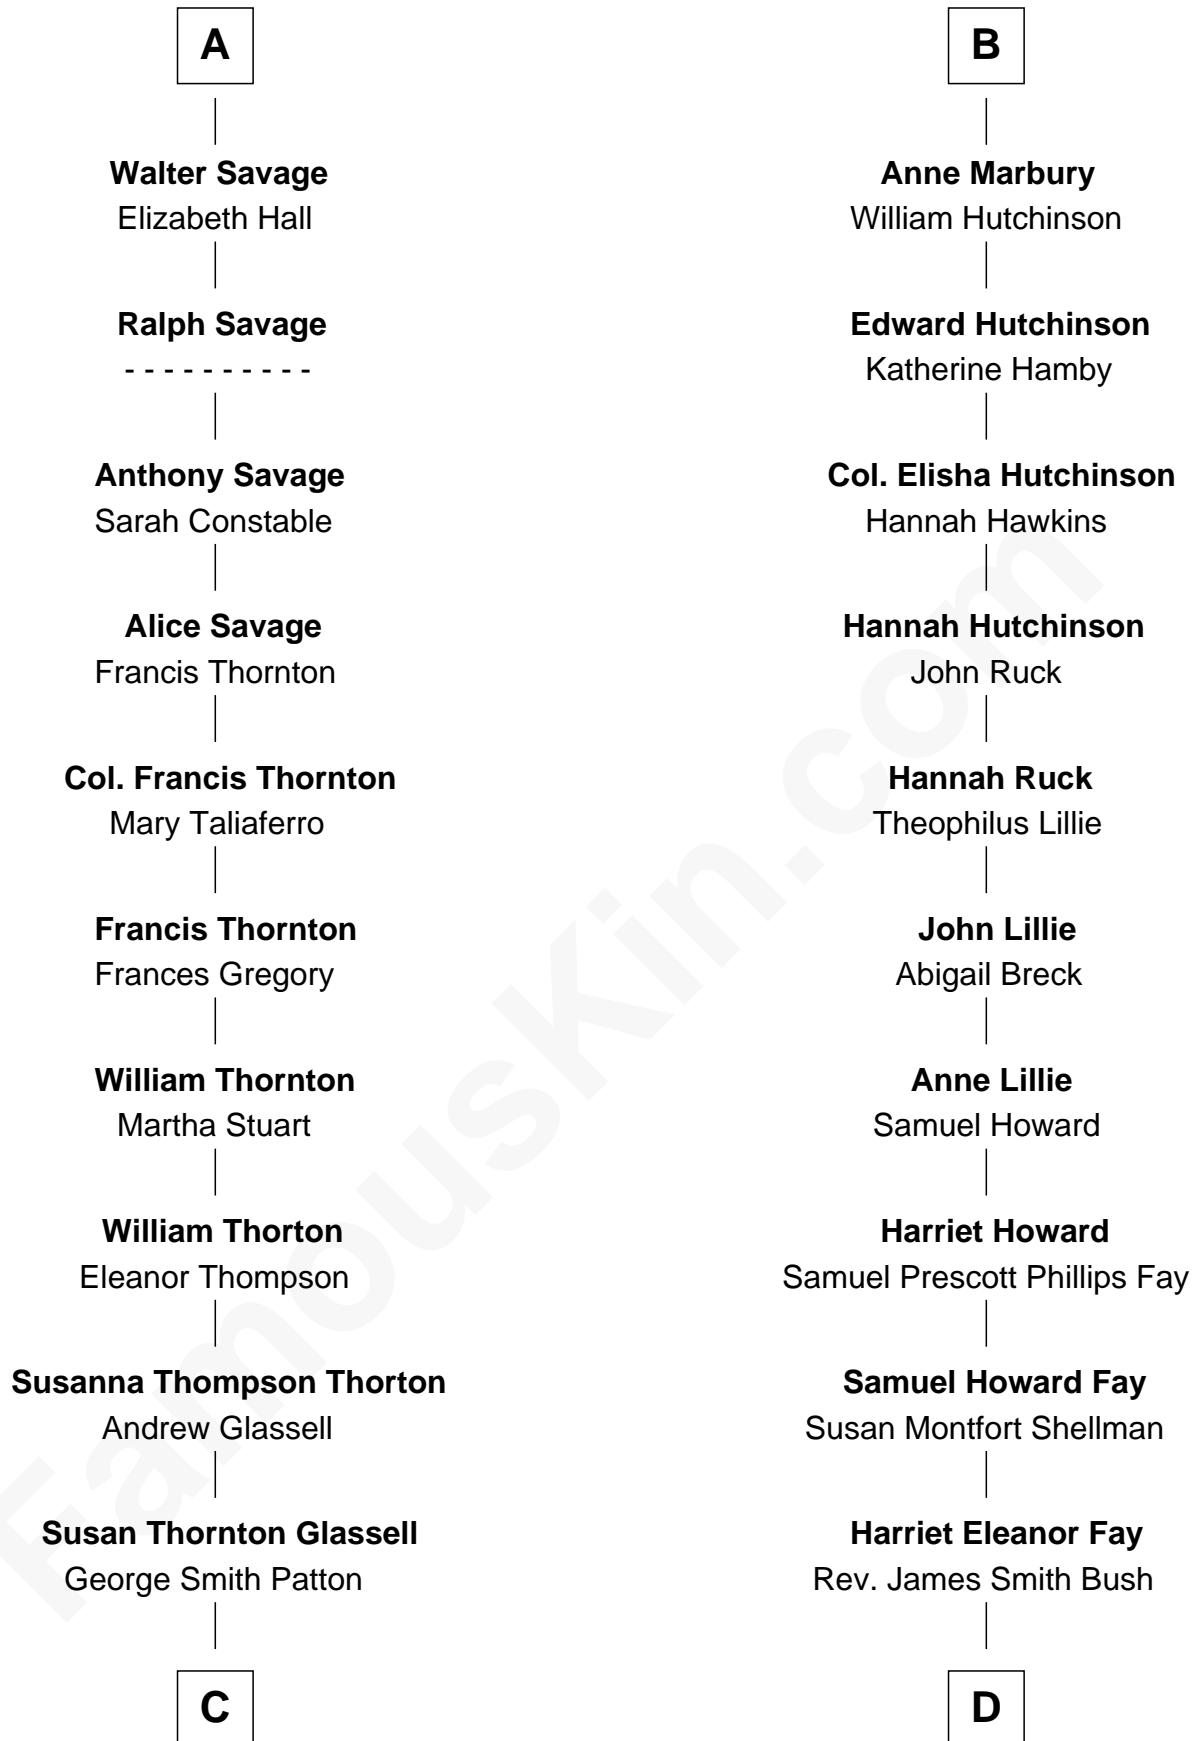 A
Walter Savage
Elizabeth Hall
Ralph Savage
- - - - - - - - - -
Anthony Savage
Sarah Constable
Alice Savage
Francis Thornton
Col. Francis Thornton
Mary Taliaferro
Francis Thornton
Frances Gregory
William Thornton
Martha Stuart
William Thorton
Eleanor Thompson
Susanna Thompson Thorton
Andrew Glassell
Susan Thornton Glassell
George Smith Patton
C
B
Anne Marbury
William Hutchinson
Edward Hutchinson
Katherine Hamby
Col. Elisha Hutchinson
Hannah Hawkins
Hannah Hutchinson
John Ruck
Hannah Ruck
Theophilus Lillie
John Lillie
Abigail Breck
Anne Lillie
Samuel Howard
Harriet Howard
Samuel Prescott Phillips Fay
Samuel Howard Fay
Susan Montfort Shellman
Harriet Eleanor Fay
Rev. James Smith Bush
D
FamousKin.com